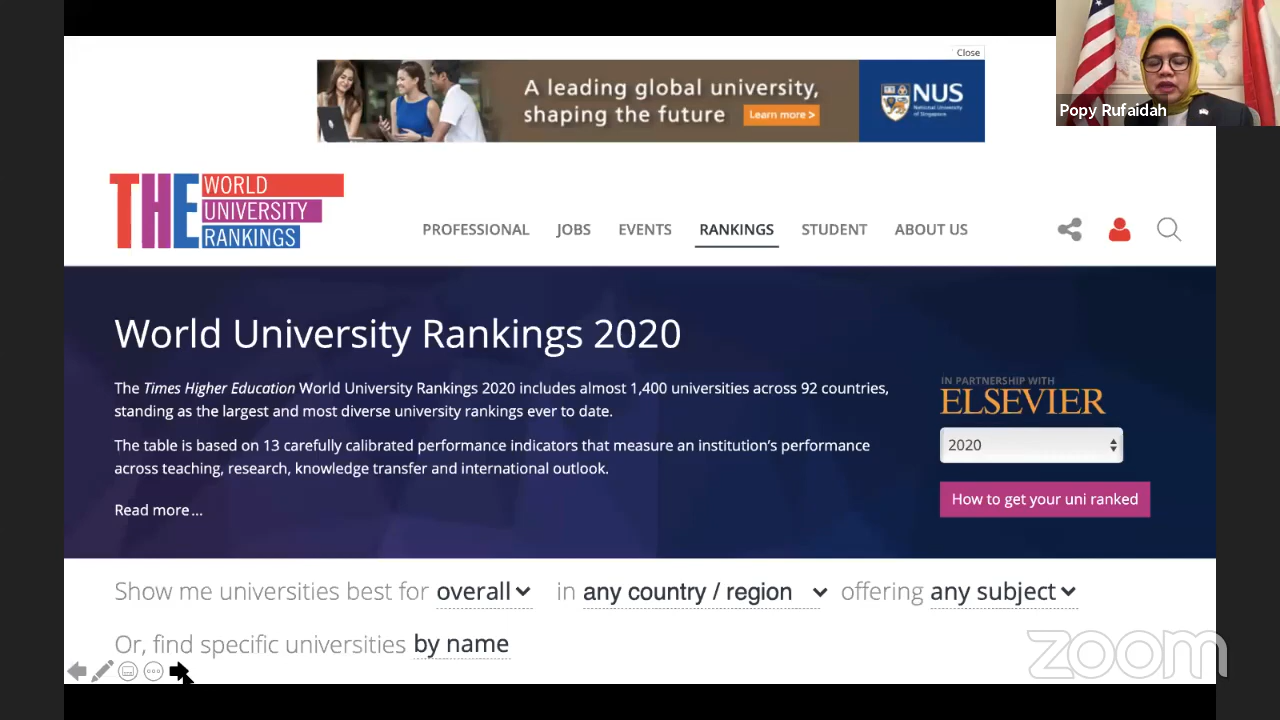 Close
A leading global university,
shaping the future
Learn more >
NUS
National University
of Singapore
Popy Rufaidah
THE WORLD
UNIVERSITY
RANKINGS
PROFESSIONAL JOBS EVENTS RANKINGS STUDENT ABOUT US
World University Rankings 2020
The Times Higher Education World University Rankings 2020 includes almost 1,400 universities across 92 countries,
standing as the largest and most diverse university rankings ever to date.
The table is based on 13 carefully calibrated performance indicators that measure an institution's performance
across teaching, research, knowledge transfer and international outlook.
Read more...
IN PARTNERSHIP WITH
ELSEVIER
2020
How to get your uni ranked
Show me universities best for overall in any country / region offering any subject
Or, find specific universities by name
zoom